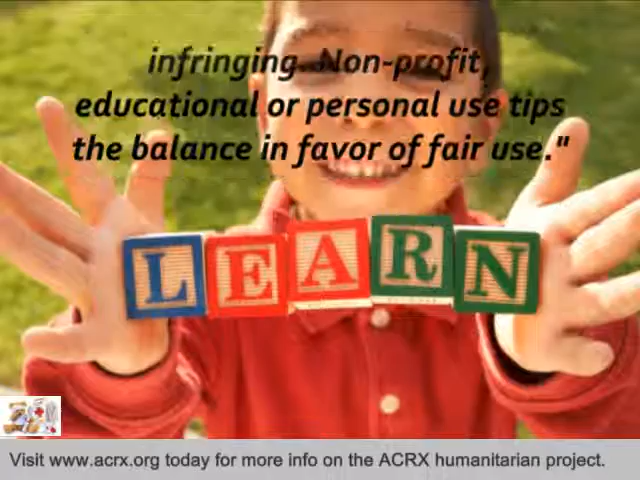 infringing. Non-profit,
educational or personal use tips
the balance in favor of fair use."
LEARN
Visit www.acrx.org today for more info on the ACRX humanitarian project.